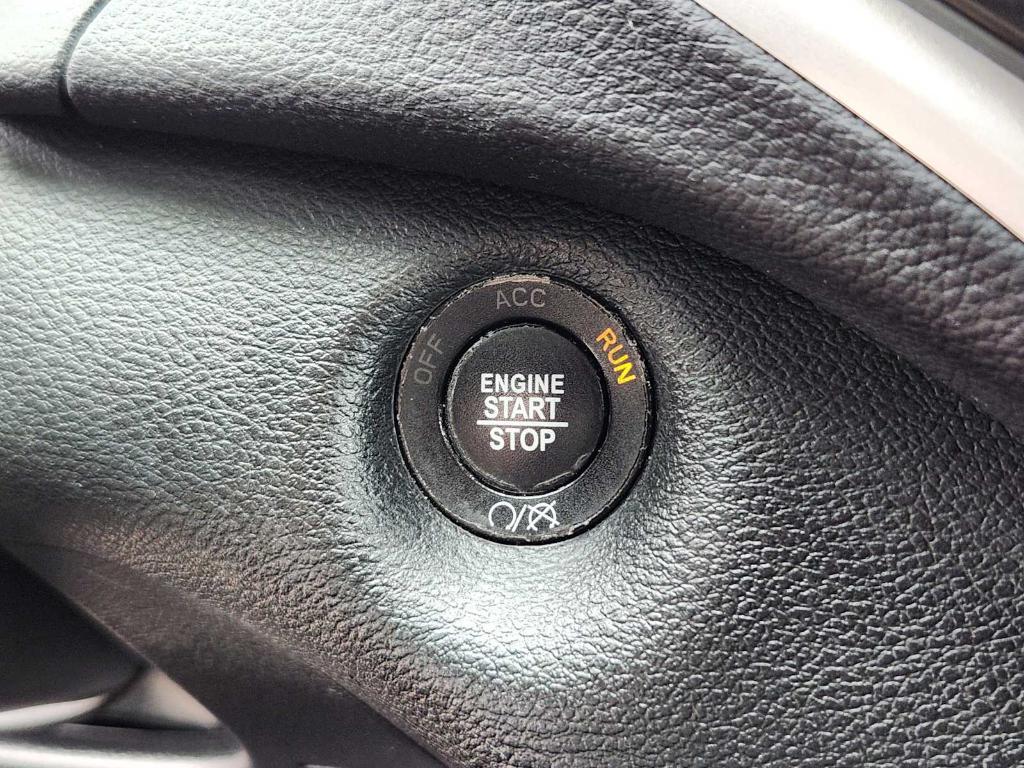 ACC
OFF
RUN
ENGINE
START
STOP